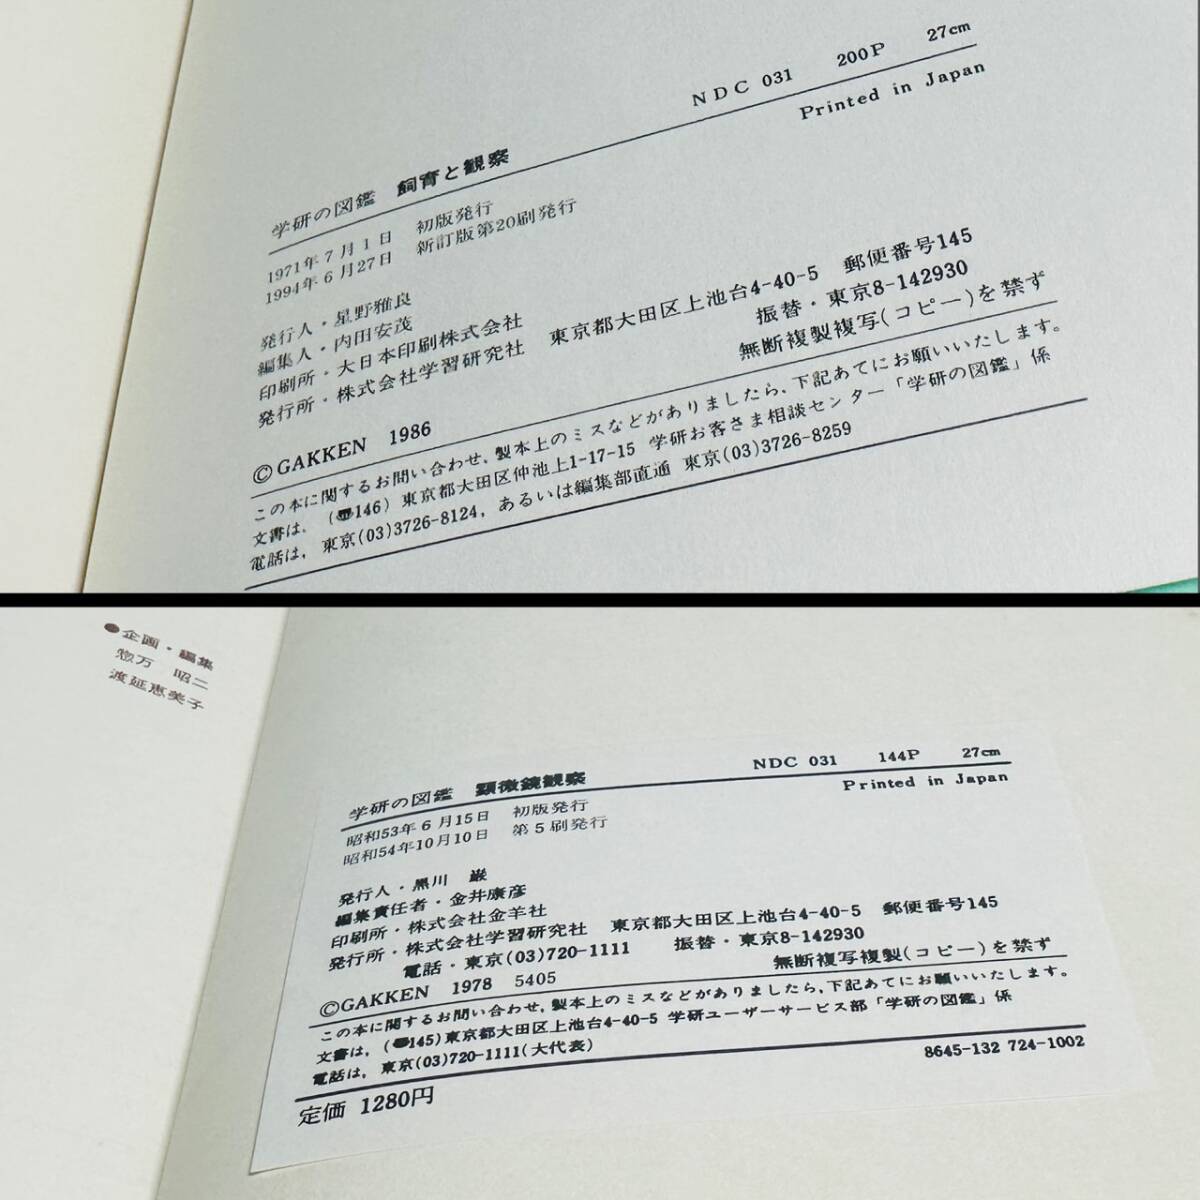 NDC 031 200P 27cm
Printed in Japan
学研の図鑑 飼育と観察
1971年7月1日 初版発行
1994年6月27日 新訂版第20刷発行
発行人・星野雅良
編集人・内田安茂
印刷所・大日本印刷株式会社
発行所・株式会社学習研究社 東京都大田区上池台4-40-5 郵便番号145
振替・東京8-142930
無断複製複写(コピー)を禁ず
©GAKKEN 1986
この本に関するお問い合わせ、製本上のミスなどがありましたら、下記あてにお願いいたします。
文書は、(〠146)東京都大田区仲池上1-17-15 学研お客さま相談センター「学研の図鑑」係
電話は、東京(03)3726-8124、あるいは編集部直通 東京(03)3726-8259
●企画・編集
惣万 昭二
渡延恵美子
NDC 031 144P 27cm
Printed in Japan
学研の図鑑 顕微鏡観察
昭和53年6月15日 初版発行
昭和54年10月10日 第5刷発行
発行人・黒川 巌
編集責任者・金井康彦
印刷所・株式会社金羊社
発行所・株式会社学習研究社 東京都大田区上池台4-40-5 郵便番号145
電話・東京(03)720-1111 振替・東京8-142930
無断複写複製(コピー)を禁ず
©GAKKEN 1978 5405
この本に関するお問い合わせ、製本上のミスなどがありましたら、下記あてにお願いいたします。
文書は、(〠145)東京都大田区上池台4-40-5 学研ユーザーサービス部「学研の図鑑」係
電話は、東京(03)720-1111(大代表)
8645-132 724-1002
定価 1280円